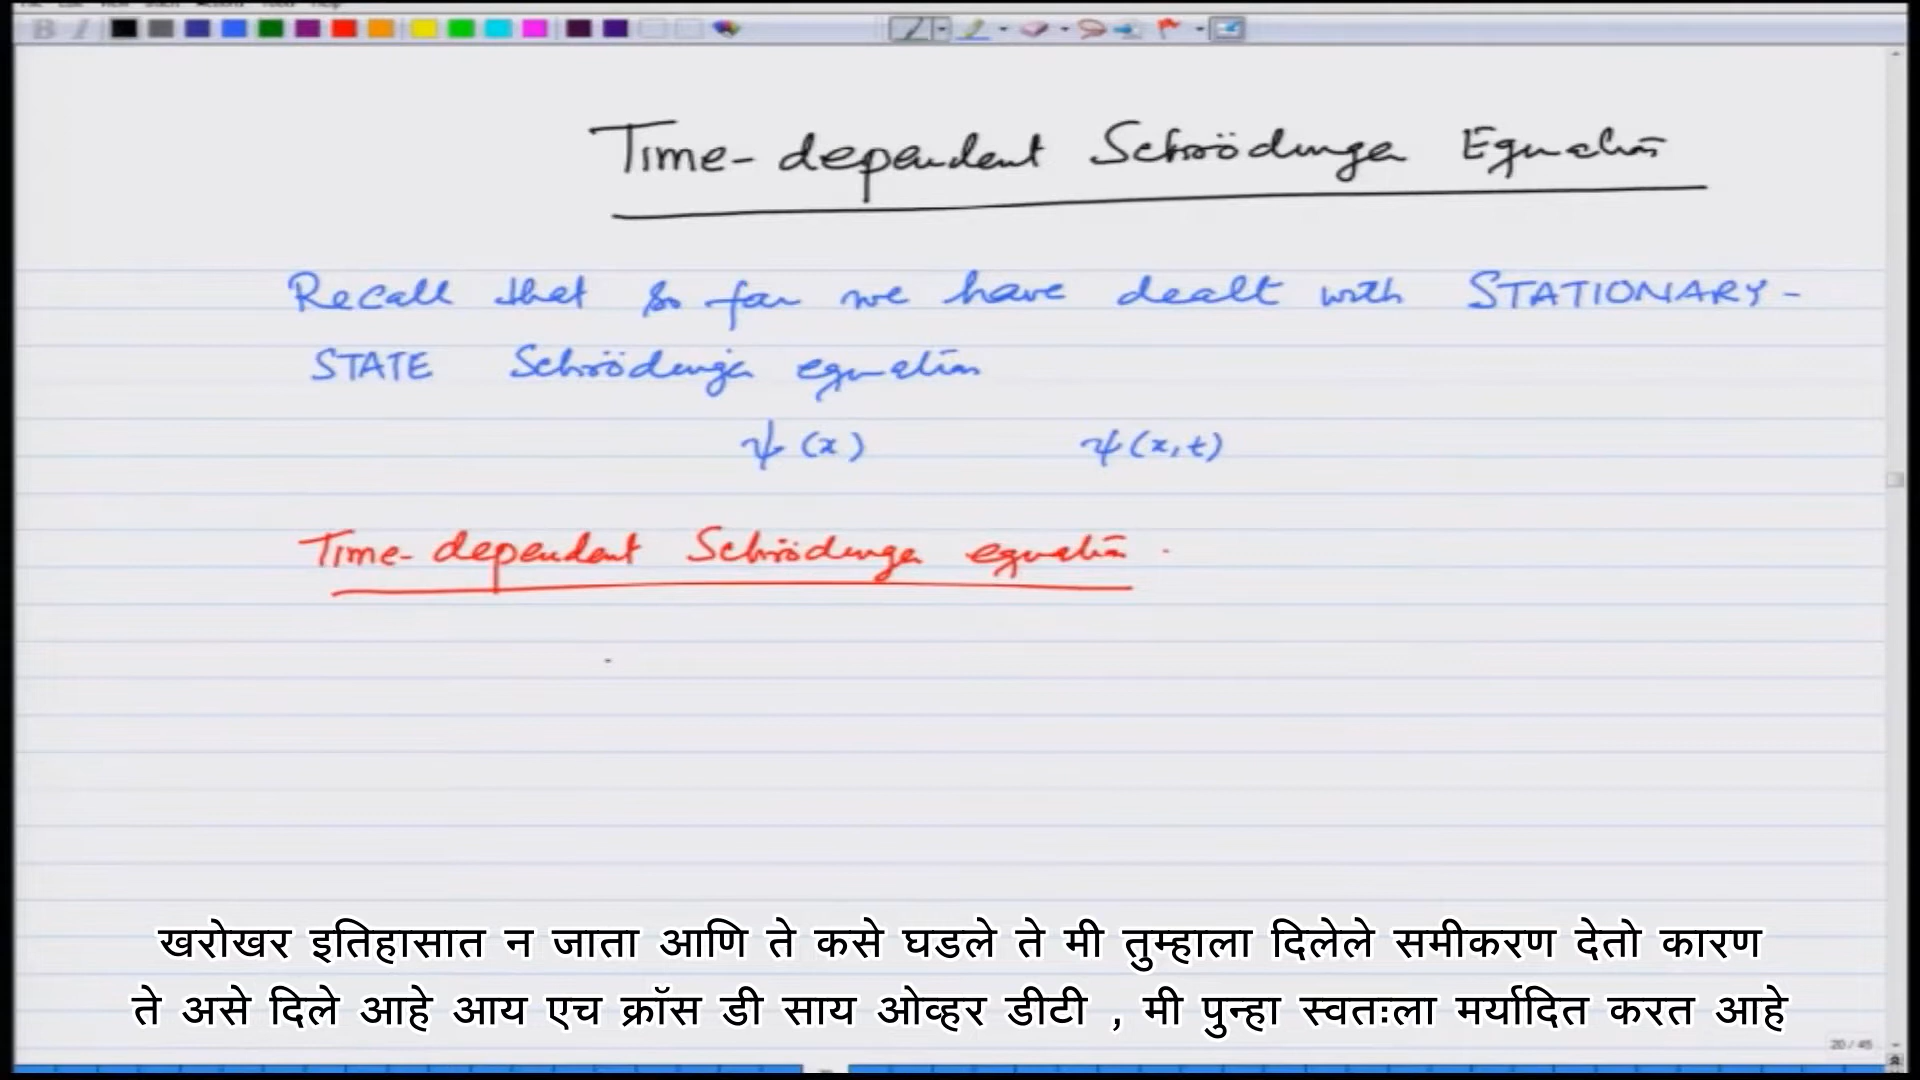 Time-dependent Schrödinger Equation
Recall that so far we have dealt with STATIONARY-
STATE Schrödinger equation
ψ(x) ψ(x,t)
Time-dependent Schrödinger equation.
खरोखर इतिहासात न जाता आणि ते कसे घडले ते मी तुम्हाला दिलेले समीकरण देतो कारण
ते असे दिले आहे आय एच क्रॉस डी साय ओव्हर डीटी , मी पुन्हा स्वतःला मर्यादित करत आहे
20 / 45